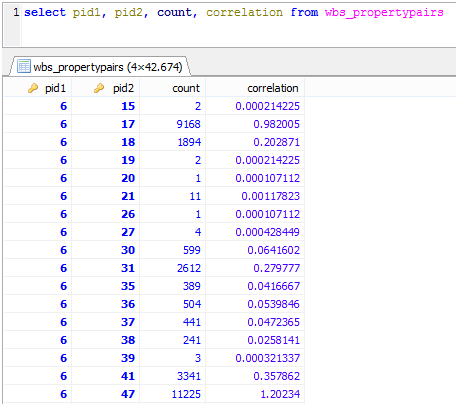 1 select pid1, pid2, count, correlation from wbs_propertypairs
wbs_propertypairs (4×42.674)
pid1 pid2 count correlation
6 15 2 0.000214225
6 17 9168 0.982005
6 18 1894 0.202871
6 19 2 0.000214225
6 20 1 0.000107112
6 21 11 0.00117823
6 26 1 0.000107112
6 27 4 0.000428449
6 30 599 0.0641602
6 31 2612 0.279777
6 35 389 0.0416667
6 36 504 0.0539846
6 37 441 0.0472365
6 38 241 0.0258141
6 39 3 0.000321337
6 41 3341 0.357862
6 47 11225 1.20234